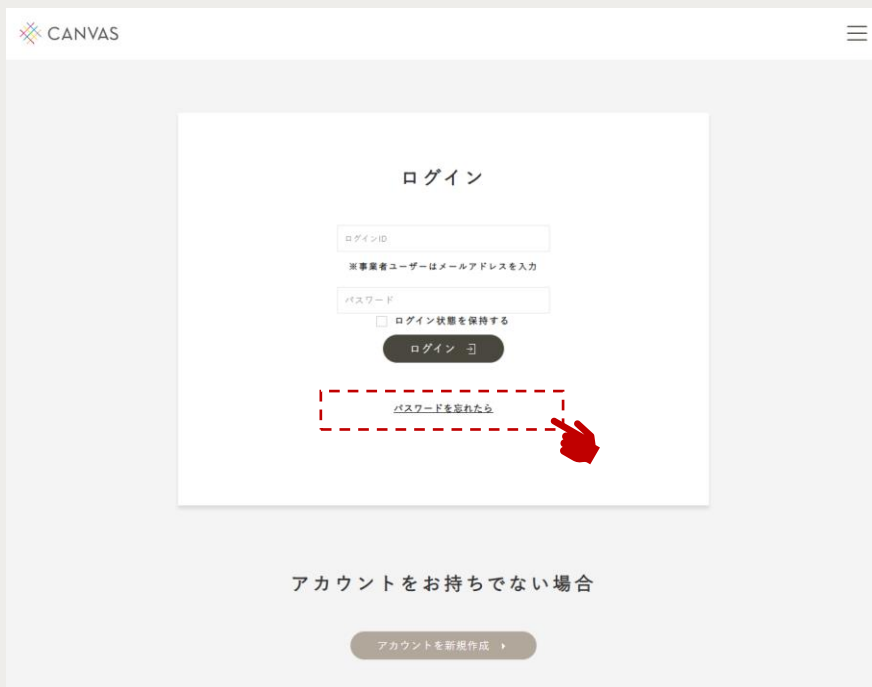 CANVAS
ログイン
ログインID
※事業者ユーザーはメールアドレスを入力
パスワード
ログイン状態を保持する
ログイン
パスワードを忘れたら
アカウントをお持ちでない場合
アカウントを新規作成